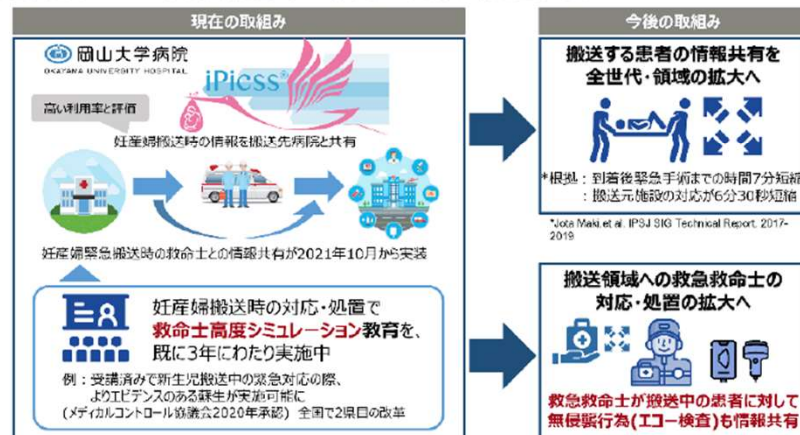 現在の取組み
岡山大学病院
OKAYAMA UNIVERSITY HOSPITAL
iPicss®
高い利用率と評価
妊産婦搬送時の情報を搬送先病院と共有
妊産婦緊急搬送時の救命士との情報共有が2021年10月から実装
妊産婦搬送時の対応・処置で
救命士高度シミュレーション教育を、
既に3年にわたり実施中
例：受講済みで新生児搬送中の緊急対応の際、
よりエビデンスのある蘇生が実施可能に
(メディカルコントロール協議会2020年承認) 全国で2県目の改革
今後の取組み
搬送する患者の情報共有を
全世代・領域の拡大へ
*根拠：到着後緊急手術までの時間7分短縮
：搬送元施設の対応が6分30秒短縮
*Jota Maki,et al. IPSJ SIG Technical Report. 2017-
2019
搬送領域への救急救命士の
対応・処置の拡大へ
救急救命士が搬送中の患者に対して
無侵襲行為(エコー検査)も情報共有